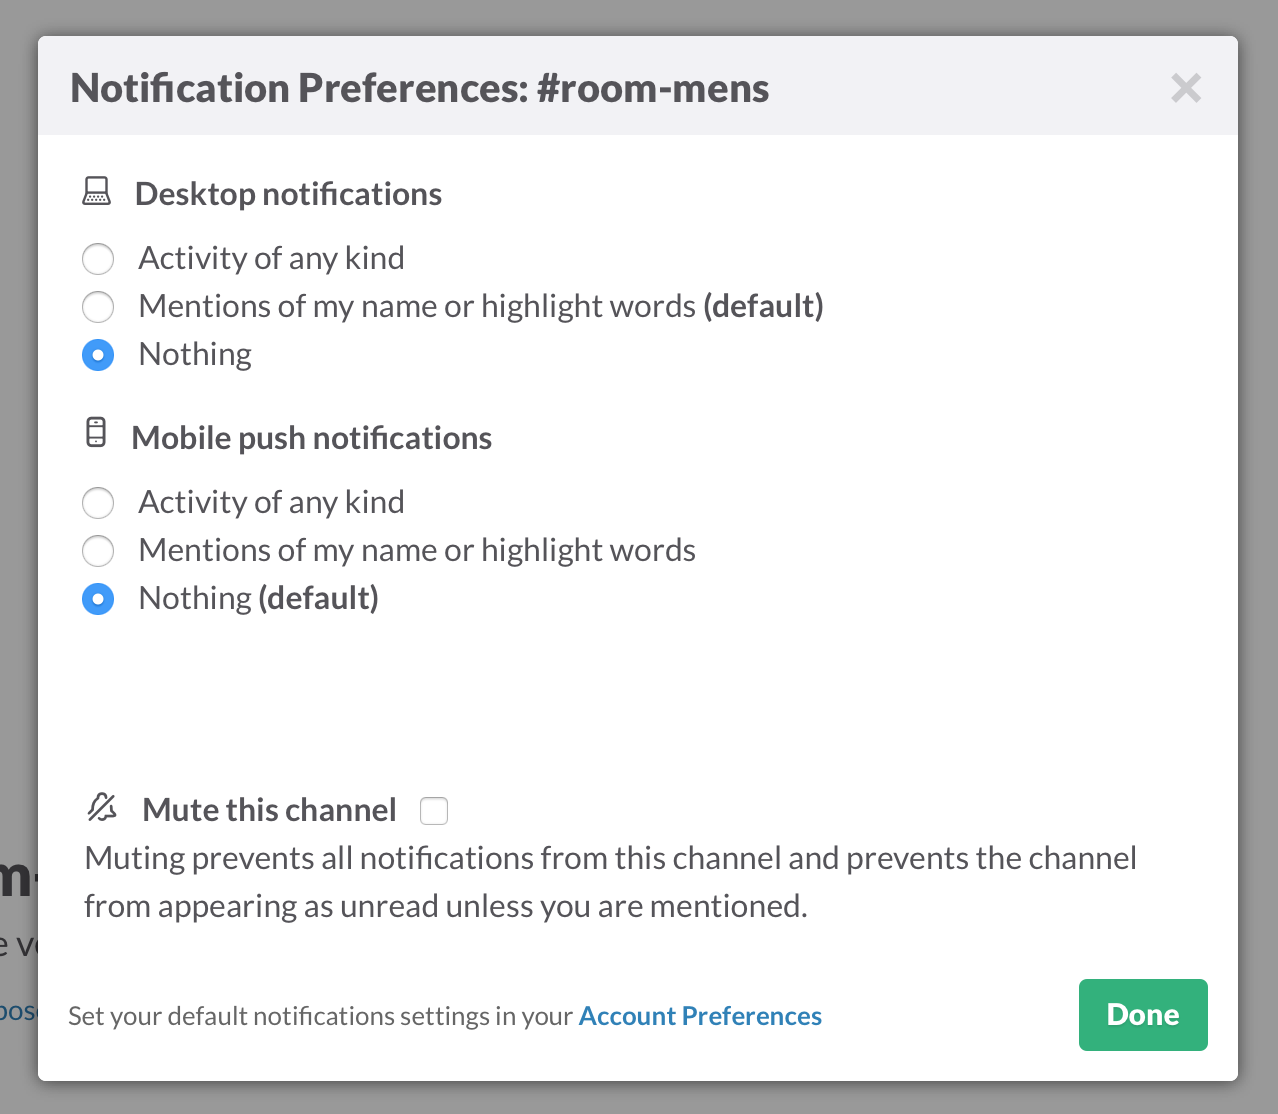 Notification Preferences: #room-mens
Desktop notifications
Activity of any kind
Mentions of my name or highlight words (default)
Nothing
Mobile push notifications
Activity of any kind
Mentions of my name or highlight words
Nothing (default)
Mute this channel
Muting prevents all notifications from this channel and prevents the channel
from appearing as unread unless you are mentioned.
Set your default notifications settings in your Account Preferences
Done